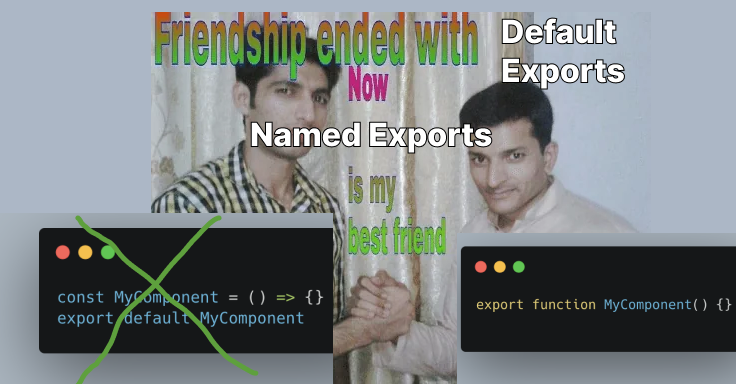 Friendship ended with
Default
Exports
Now
Named Exports
is my
best friend
const MyComponent = () => {}
export default MyComponent
export function MyComponent() {}